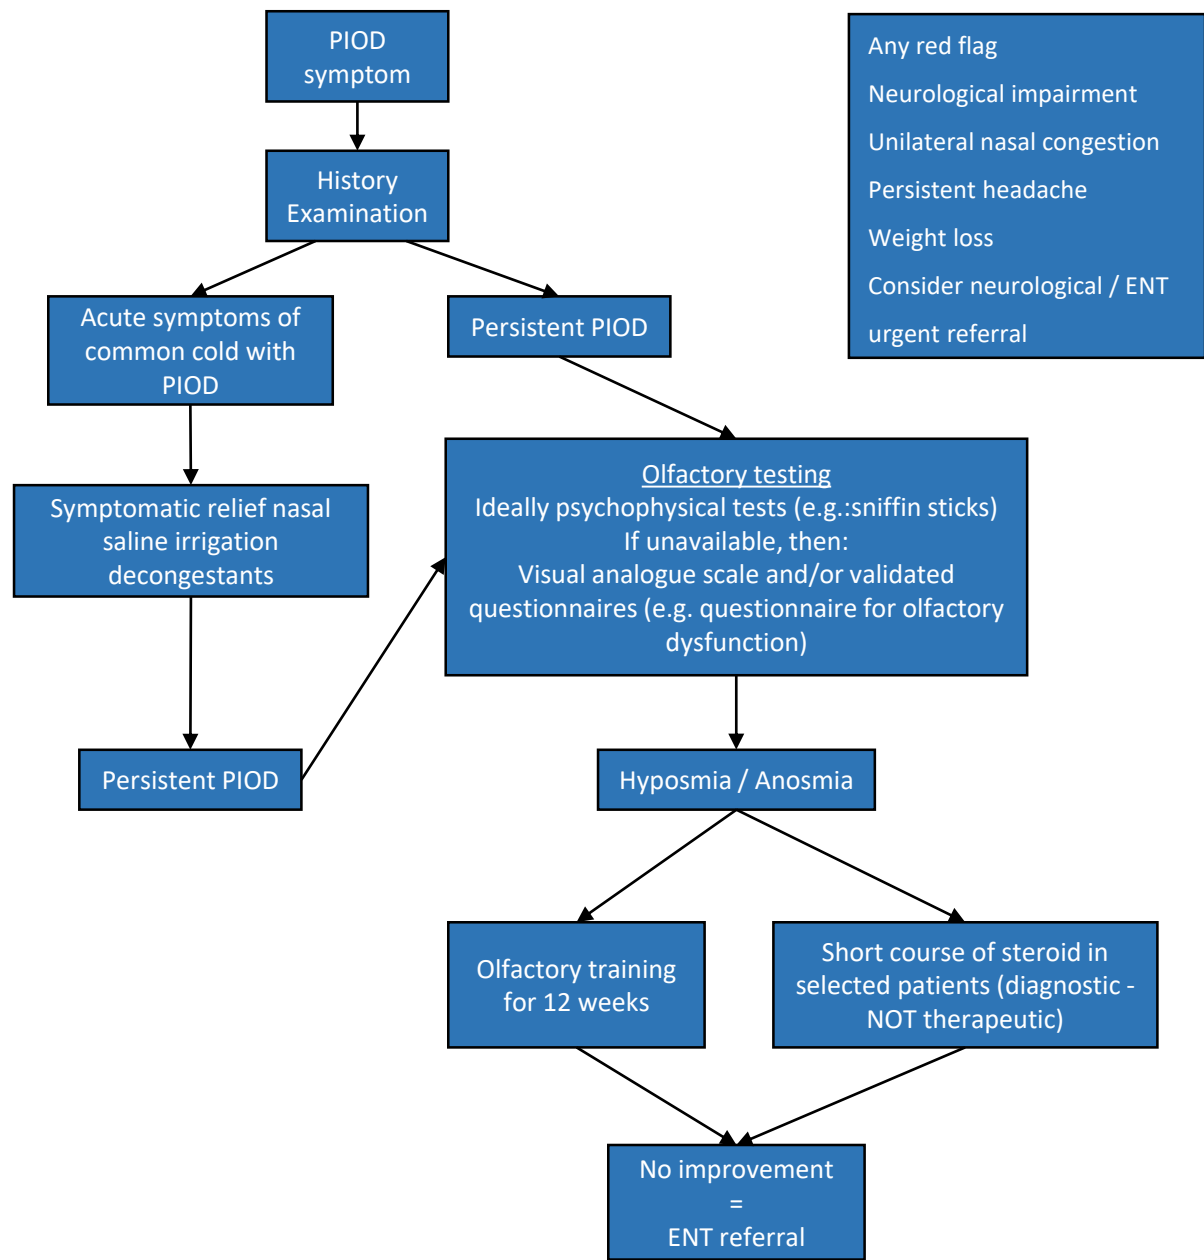 PIOD
symptom
Any red flag
Neurological impairment
Unilateral nasal congestion
Persistent headache
Weight loss
Consider neurological / ENT
urgent referral
History
Examination
Acute symptoms of
common cold with
PIOD
Persistent PIOD
Symptomatic relief nasal
saline irrigation
decongestants
Olfactory testing
Ideally psychophysical tests (e.g.:sniffin sticks)
If unavailable, then:
Visual analogue scale and/or validated
questionnaires (e.g. questionnaire for olfactory
dysfunction)
Persistent PIOD
Hyposmia / Anosmia
Olfactory training
for 12 weeks
Short course of steroid in
selected patients (diagnostic -
NOT therapeutic)
No improvement
=
ENT referral